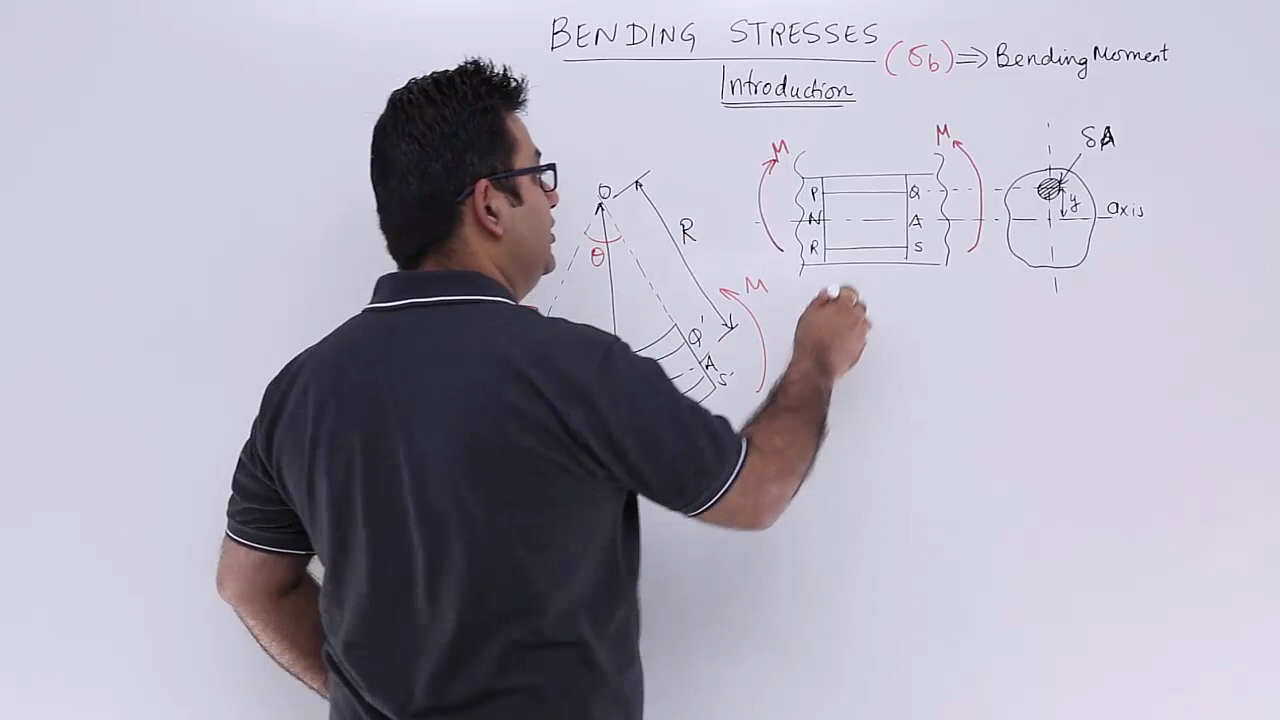 BENDING STRESSES
(σb) ⇒ Bending Moment
Introduction
M
M
δA
P
Q
y
N
A
axis
R
S
O
R
θ
M
Q'
A
S'